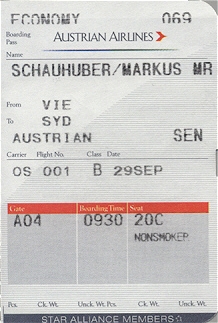 ECONOMY 069
Boarding Pass AUSTRIAN AIRLINES
Name
SCHAUHUBER/MARKUS MR
From VIE
To SYD
AUSTRIAN SEN
Carrier Flight No. Class Date
OS 001 B 29SEP
Gate Boarding Time Seat
A04 0930 20C
NONSMOKER
Pcs. Ck. Wt. Unck. Wt. Pcs. Ck. Wt. Unck. Wt.
STAR ALLIANCE MEMBERS